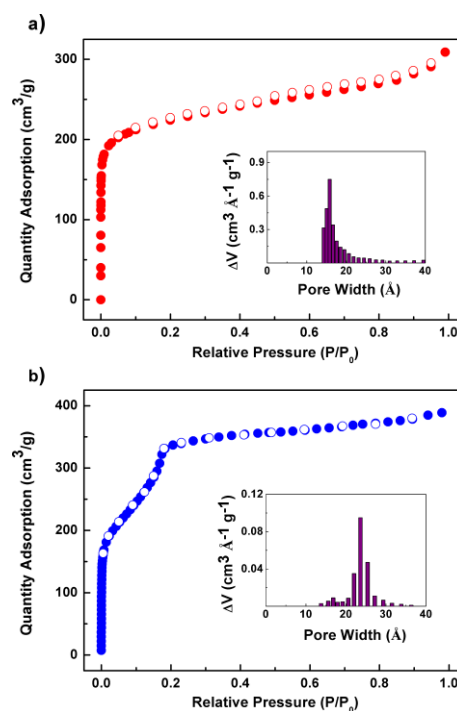 a)
300
200
100
0
Quantity Adsorption (cm³/g)
0.9
0.6
0.3
ΔV (cm³ Å-¹ g-¹)
0 10 20 30 40
Pore Width (Å)
0.0 0.2 0.4 0.6 0.8 1.0
Relative Pressure (P/P₀)
b)
400
300
200
100
0
Quantity Adsorption (cm³/g)
0.12
0.08
0.04
ΔV (cm³ Å-¹ g-¹)
0 10 20 30 40
Pore Width (Å)
0.0 0.2 0.4 0.6 0.8 1.0
Relative Pressure (P/P₀)